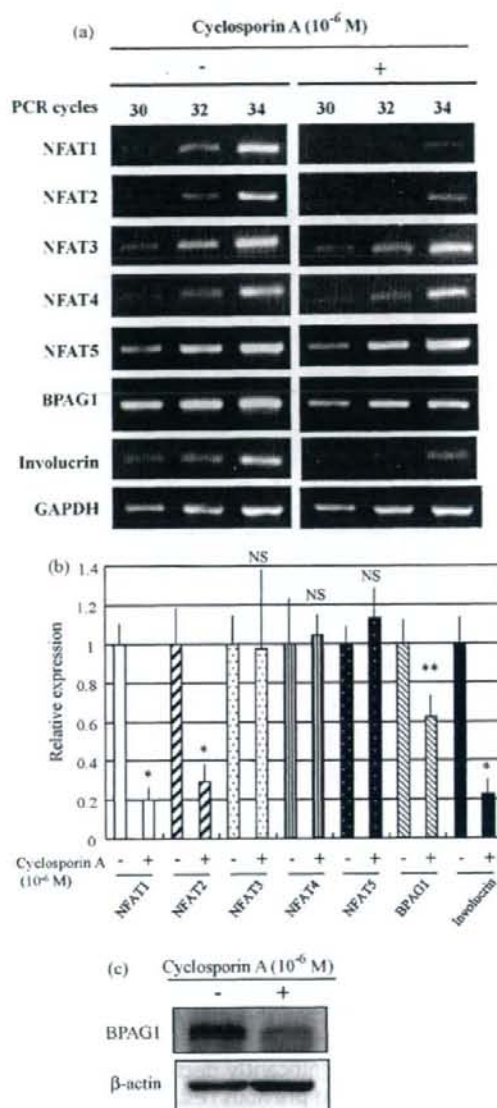 (a)
Cyclosporin A (10⁻⁶ M)
- +
PCR cycles 30 32 34 30 32 34
NFAT1
NFAT2
NFAT3
NFAT4
NFAT5
BPAG1
Involucrin
GAPDH
(b)
NS NS NS
1.4
1.2
1
0.8
0.6
0.4
0.2
0
Relative expression
* * ** *
Cyclosporin A - + - + - + - + - + - + - +
(10⁻⁶ M)
NFAT1 NFAT2 NFAT3 NFAT4 NFAT5 BPAG1 Involucrin
(c) Cyclosporin A (10⁻⁶ M)
- +
BPAG1
β-actin